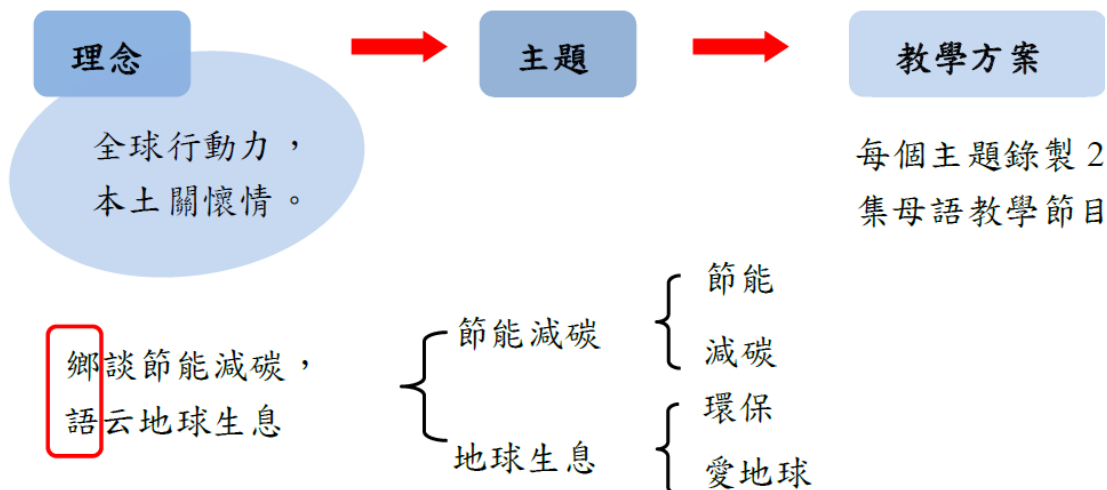 理念
主題
教學方案
全球行動力，
本土關懷情。
每個主題錄製 2
集母語教學節目
鄉談節能減碳，
語云地球生息
節能減碳
節能
減碳
地球生息
環保
愛地球